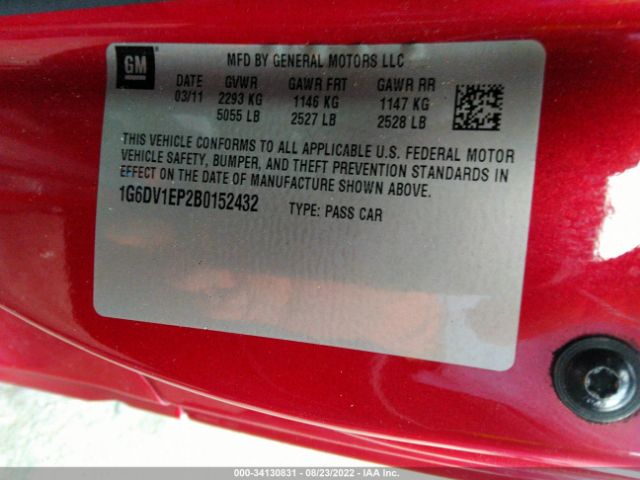 GM
MFD BY GENERAL MOTORS LLC
DATE GVWR GAWR FRT GAWR RR
03/11 2293 KG 1146 KG 1147 KG
5055 LB 2527 LB 2528 LB
THIS VEHICLE CONFORMS TO ALL APPLICABLE U.S. FEDERAL MOTOR
VEHICLE SAFETY, BUMPER, AND THEFT PREVENTION STANDARDS IN
EFFECT ON THE DATE OF MANUFACTURE SHOWN ABOVE.
1G6DV1EP2B0152432 TYPE: PASS CAR
000-34130831 - 08/23/2022 - IAAI.COM